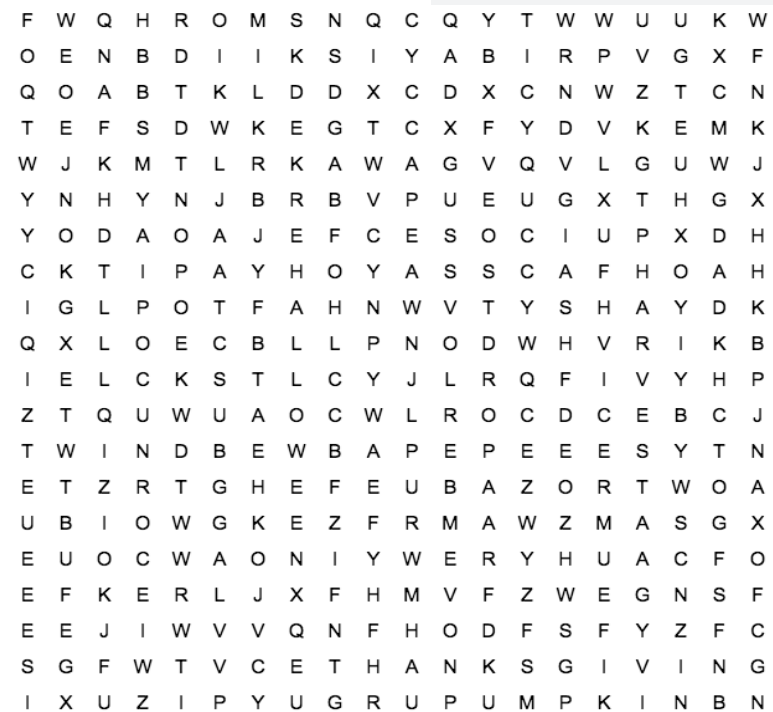 F W Q H R O M S N Q C Q Y T W W U U K W
O E N B D I I K S I Y A B I R P V G X F
Q O A B T K L D D X C D X C N W Z T C N
T E F S D W K E G T C X F Y D V K E M K
W J K M T L R K A W A G V Q V L G U W J
Y N H Y N J B R B V P U E U G X T H G X
Y O D A O A J E F C E S O C I U P X D H
C K T I P A Y H O Y A S S C A F H O A H
I G L P O T F A H N W V T Y S H A Y D K
Q X L O E C B L L P N O D W H V R I K B
I E L C K S T L C Y J L R Q F I V Y H P
Z T Q U W U A O C W L R O C D C E B C J
T W I N D B E W B A P E P E E E S Y T N
E T Z R T G H E F E U B A Z O R T W O A
U B I O W G K E Z F R M A W Z M A S G X
E U O C W A O N I Y W E R Y H U A C F O
E F K E R L J X F H M V F Z W E G N S F
E E J I W V V Q N F H O D F S F Y Z F C
S G F W T V C E T H A N K S G I V I N G
I X U Z I P Y U G R U P U M P K I N B N